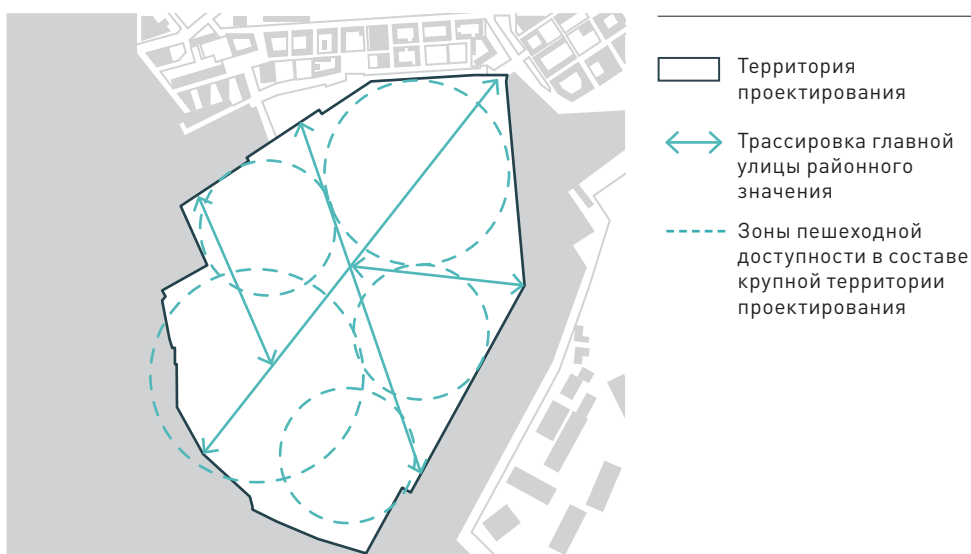 Территория
проектирования
Трассировка главной
улицы районного
значения
Зоны пешеходной
доступности в составе
крупной территории
проектирования